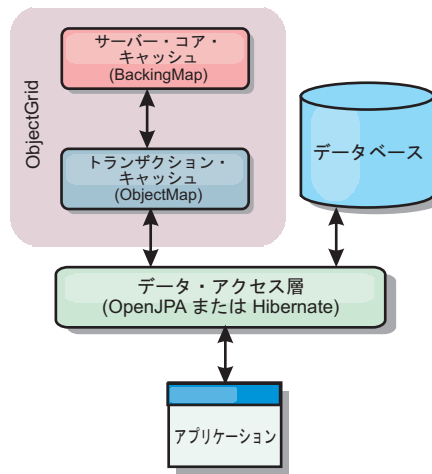 ObjectGrid
サーバー・コア・
キャッシュ
(BackingMap)
トランザクション・
キャッシュ
(ObjectMap)
データベース
データ・アクセス層
(OpenJPA または Hibernate)
アプリケーション